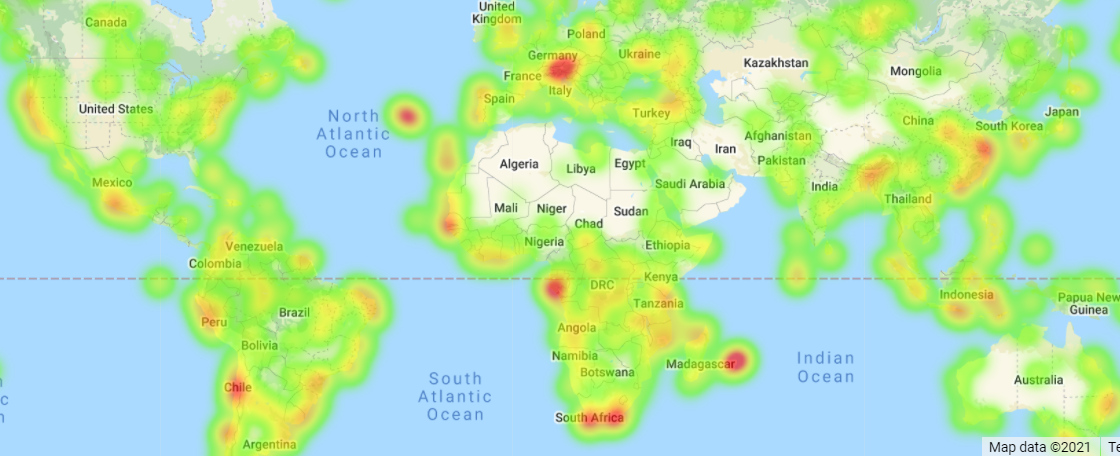 United
Kingdom
Canada
Poland
Germany
Ukraine
Kazakhstan
Mongolia
France
Italy
Spain
United States
North
Atlantic
Ocean
Turkey
China
Japan
South Korea
Iraq
Iran
Afghanistan
Pakistan
Algeria
Libya
Egypt
Saudi Arabia
India
Mexico
Mali
Niger
Chad
Sudan
Thailand
Nigeria
Ethiopia
Venezuela
Colombia
DRC
Kenya
Tanzania
Indonesia
Papua New
Guinea
Brazil
Peru
Angola
Bolivia
Namibia
Botswana
Madagascar
Indian
Ocean
Chile
South
Atlantic
Ocean
Australia
South Africa
Argentina
c
n
Map data ©2021
Te